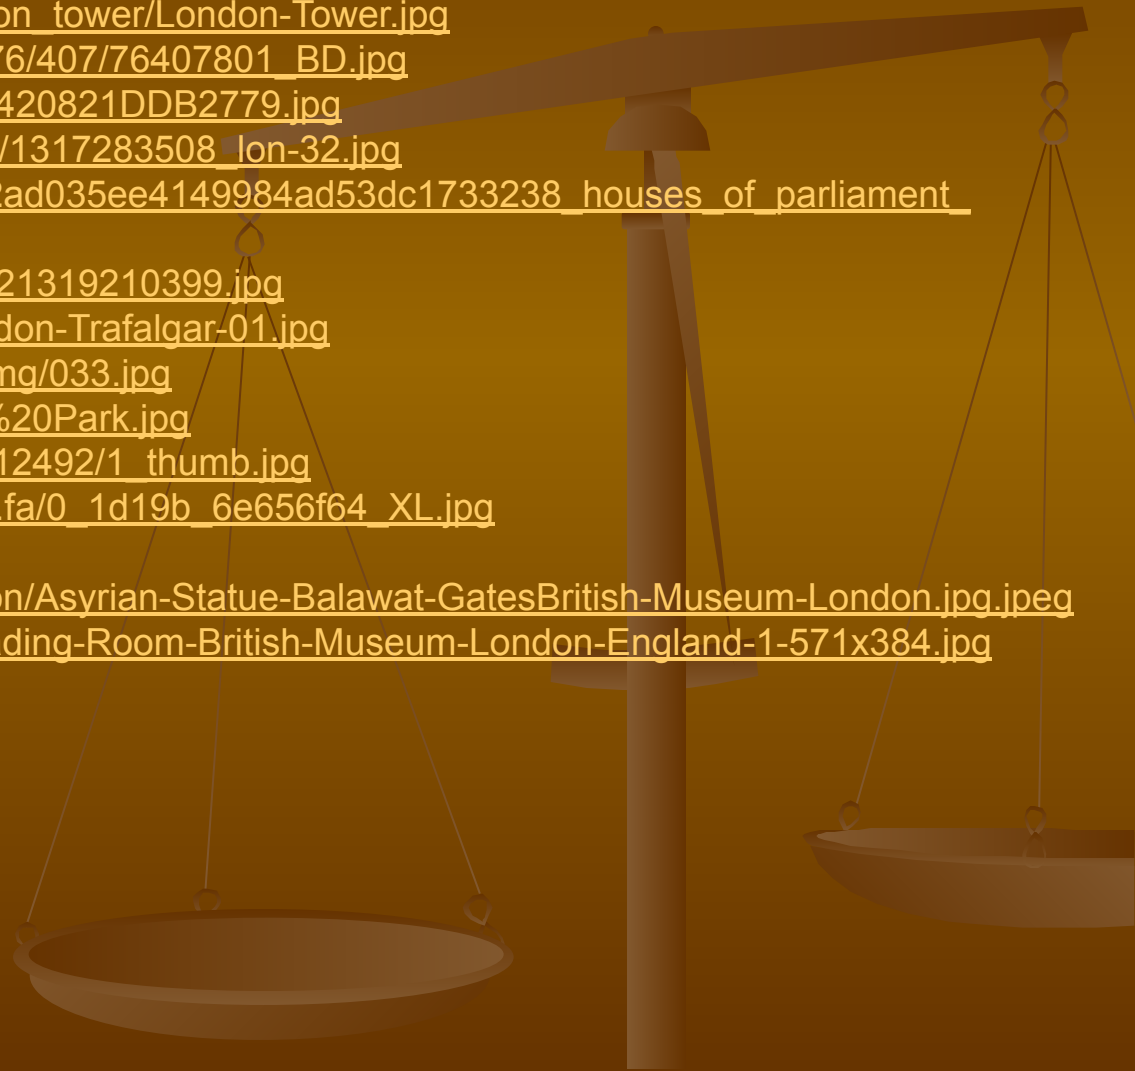 on_tower/London-Tower.jpg
76/407/76407801_BD.jpg
420821DDB2779.jpg
/1317283508_lon-32.jpg
2ad035ee4149984ad53dc1733238_houses_of_parliament_
21319210399.jpg
don-Trafalgar-01.jpg
mg/033.jpg
%20Park.jpg
12492/1_thumb.jpg
.fa/0_1d19b_6e656f64_XL.jpg
on/Asyrian-Statue-Balawat-GatesBritish-Museum-London.jpg.jpeg
ding-Room-British-Museum-London-England-1-571x384.jpg